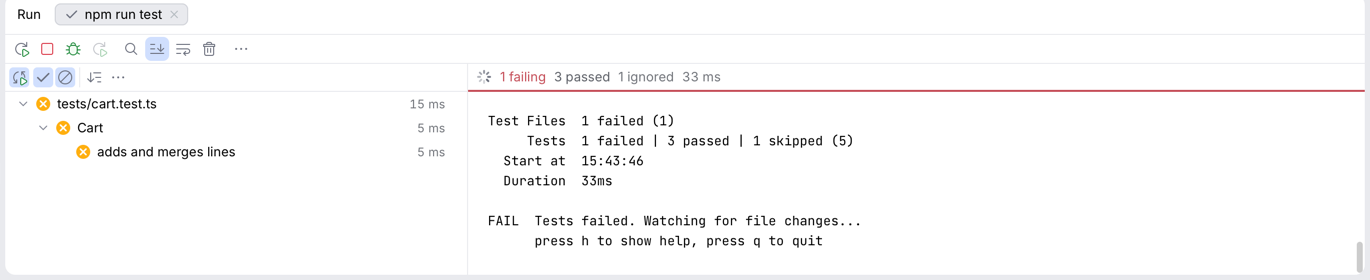 Run npm run test
1 failing 3 passed 1 ignored 33 ms
tests/cart.test.ts 15 ms
Cart 5 ms
adds and merges lines 5 ms
Test Files 1 failed (1)
Tests 1 failed | 3 passed | 1 skipped (5)
Start at 15:43:46
Duration 33ms
FAIL Tests failed. Watching for file changes...
press h to show help, press q to quit